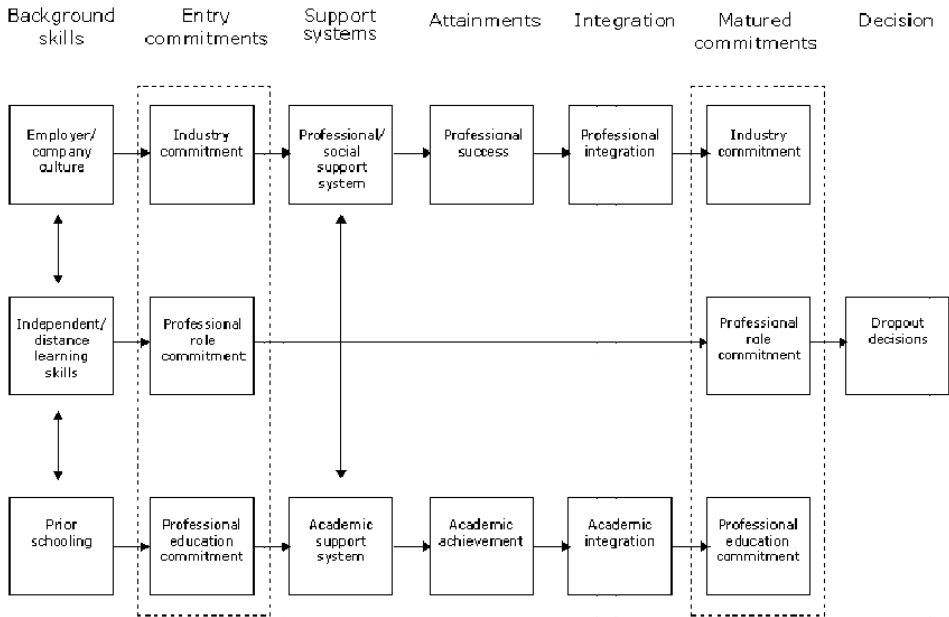 Background
skills
Entry
commitments
Support
systems
Attainments
Integration
Matured
commitments
Decision
Employer/
company
culture
Industry
commitment
Professional/
social
support
system
Professional
success
Professional
integration
Industry
commitment
Independent/
distance
learning
skills
Professional
role
commitment
Professional
role
commitment
Dropout
decisions
Prior
schooling
Professional
education
commitment
Academic
support
system
Academic
achievement
Academic
integration
Professional
education
commitment